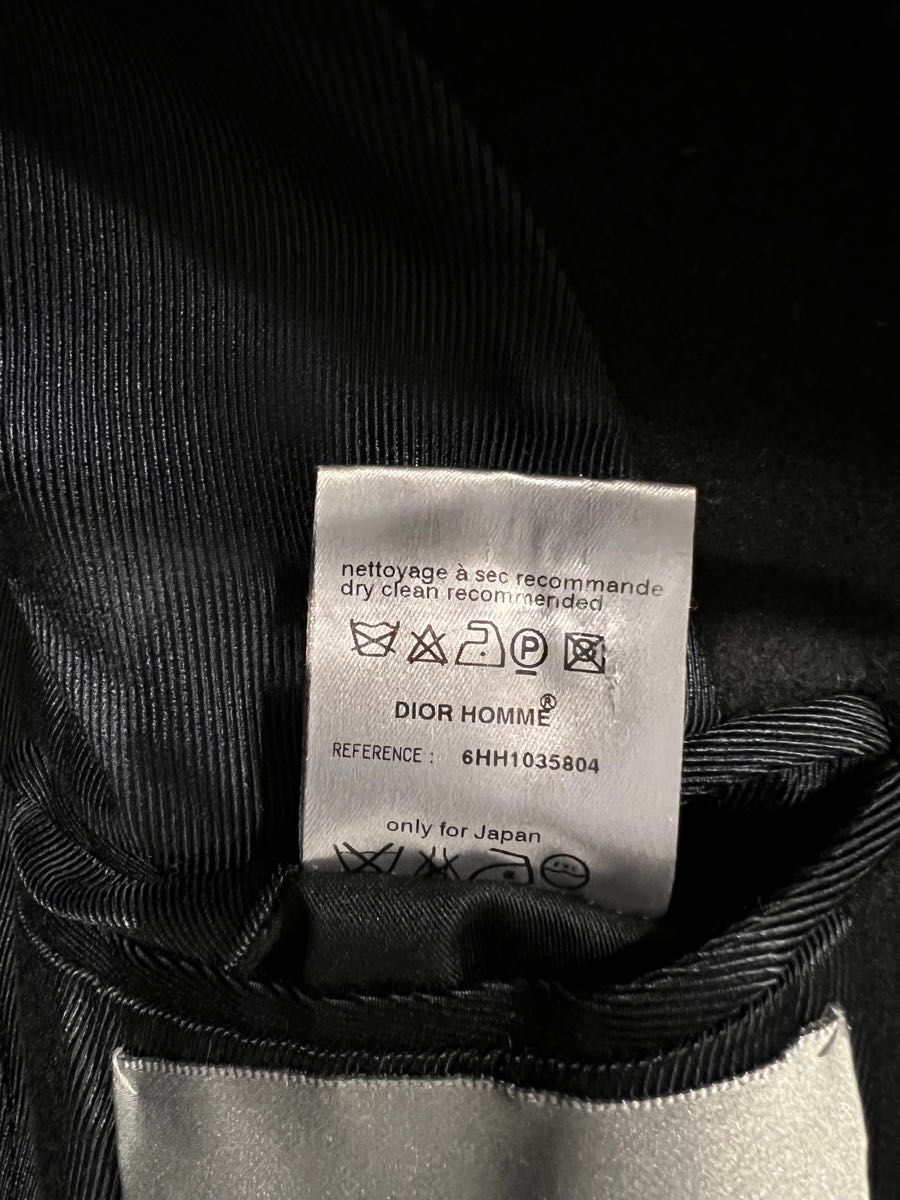 nettoyage à sec recommande
dry clean recommended
P
DIOR HOMME®
REFERENCE : 6HH1035804
only for Japan